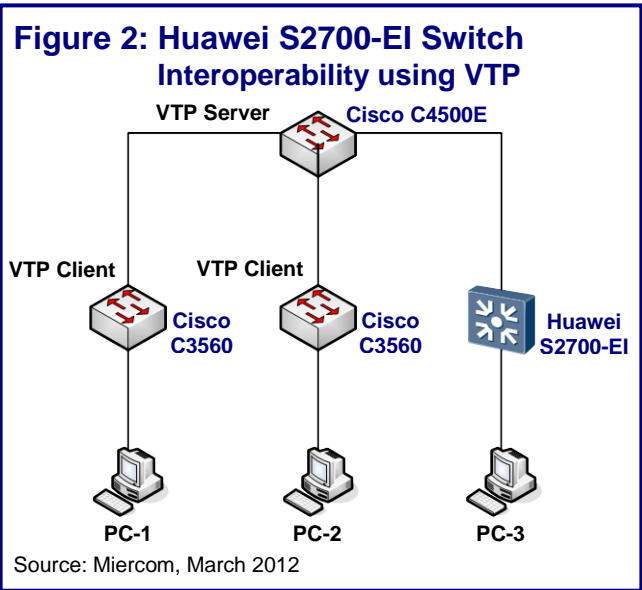 Figure 2: Huawei S2700-EI Switch
Interoperability using VTP
VTP Server
Cisco C4500E
VTP Client
VTP Client
Cisco
C3560
Cisco
C3560
Huawei
S2700-EI
PC-1
PC-2
PC-3
Source: Miercom, March 2012